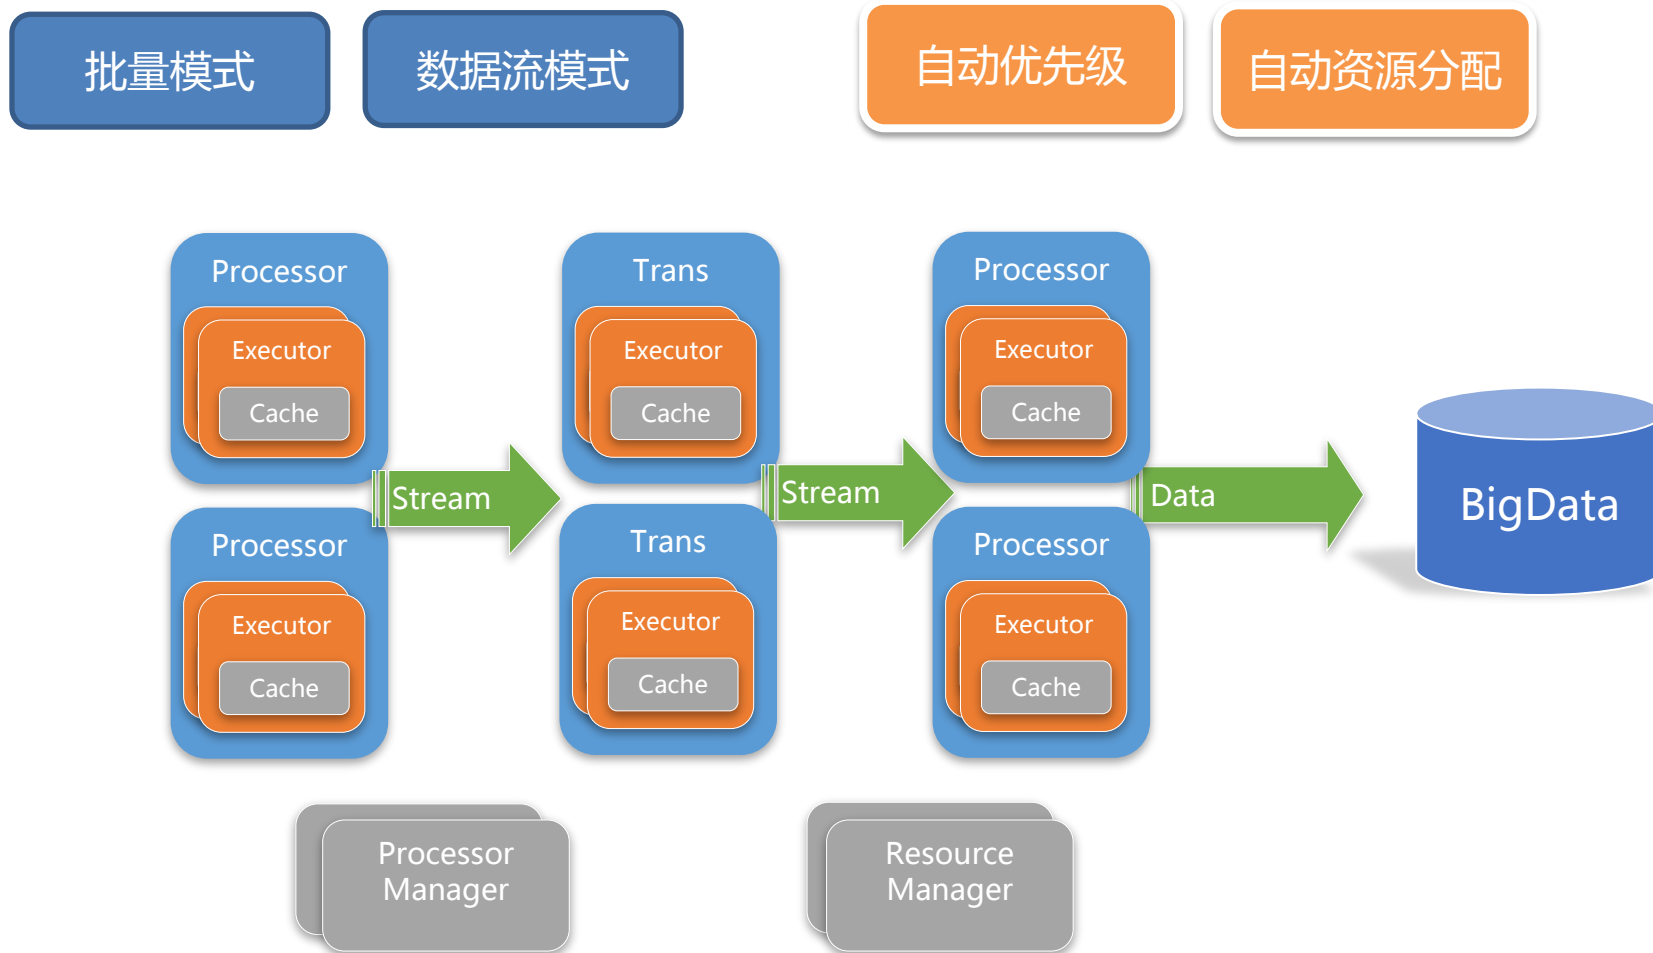 批量模式
数据流模式
自动优先级
自动资源分配
Processor
Executor
Cache
Trans
Executor
Cache
Processor
Executor
Cache
Stream
Stream
Data
BigData
Processor
Executor
Cache
Trans
Executor
Cache
Processor
Executor
Cache
Processor
Manager
Resource
Manager